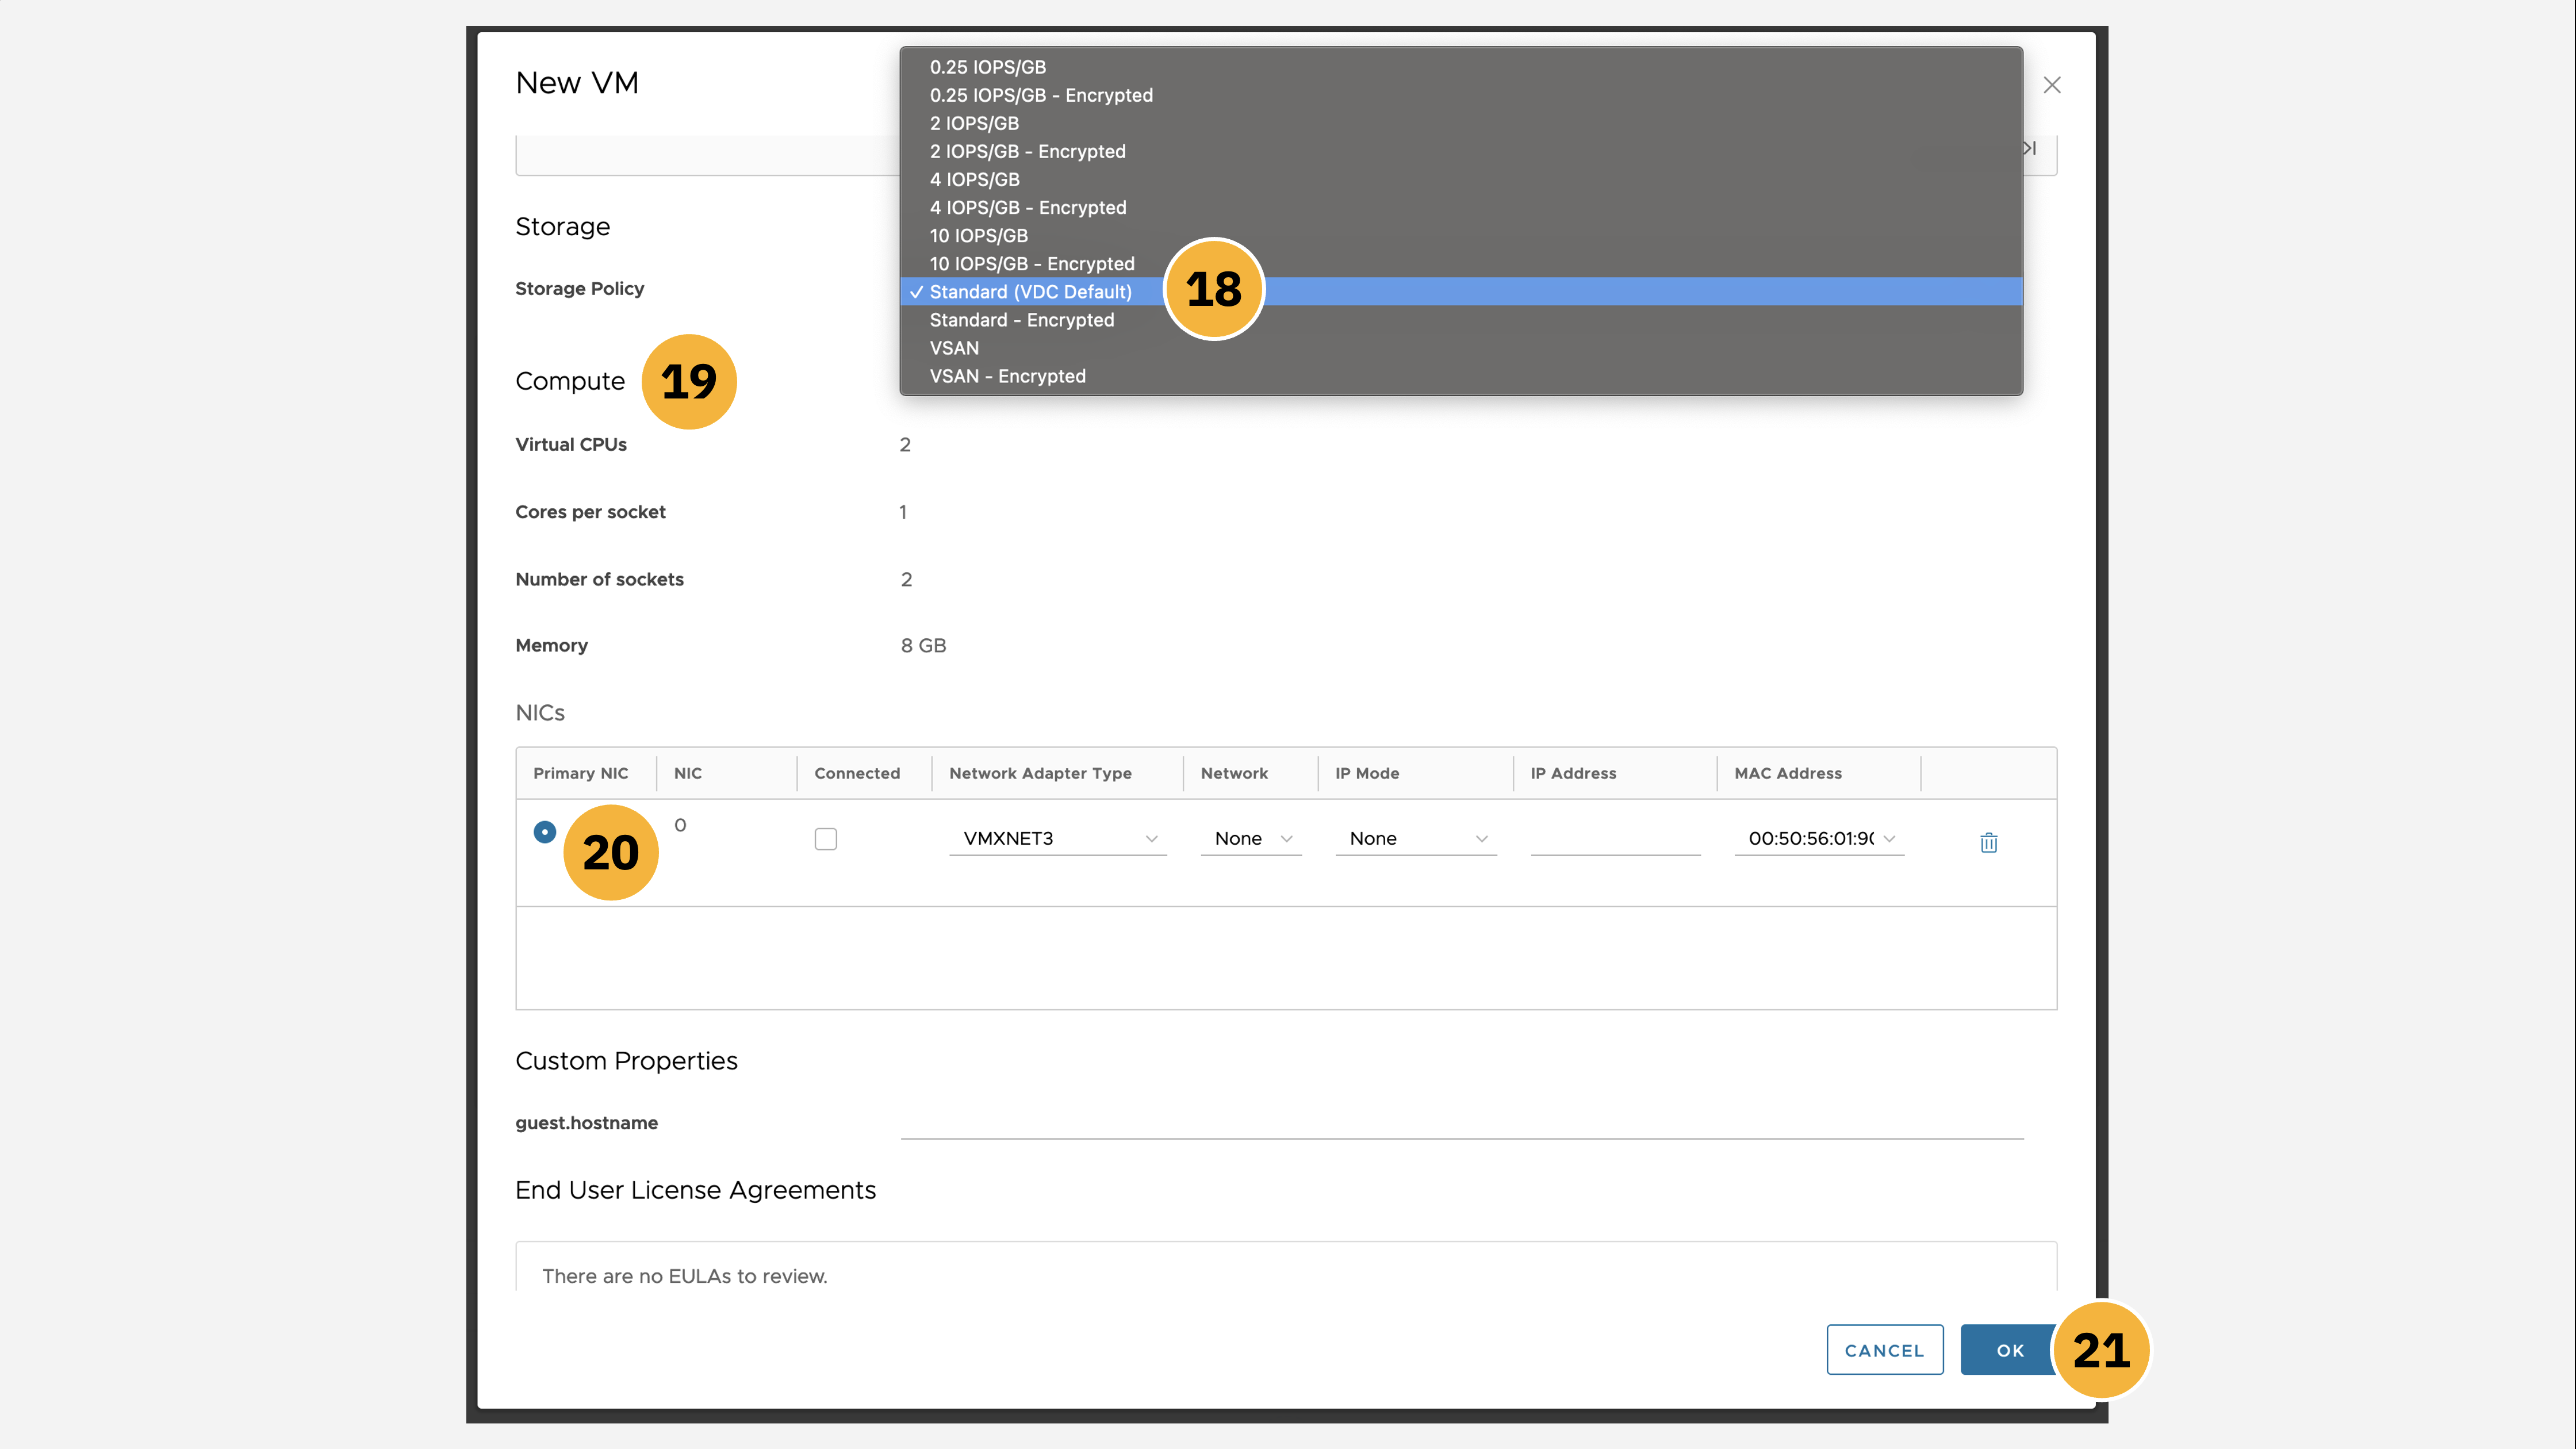 New VM
0.25 IOPS/GB
0.25 IOPS/GB - Encrypted
2 IOPS/GB
2 IOPS/GB - Encrypted
4 IOPS/GB
4 IOPS/GB - Encrypted
10 IOPS/GB
10 IOPS/GB - Encrypted
✓ Standard (VDC Default) 18
Standard - Encrypted
VSAN
VSAN - Encrypted
Storage
Storage Policy
Compute 19
Virtual CPUs 2
Cores per socket 1
Number of sockets 2
Memory 8 GB
NICs
Primary NIC NIC Connected Network Adapter Type Network IP Mode IP Address MAC Address
20 0 VMXNET3 None None 00:50:56:01:9
Custom Properties
guest.hostname
End User License Agreements
There are no EULAs to review.
CANCEL OK 21